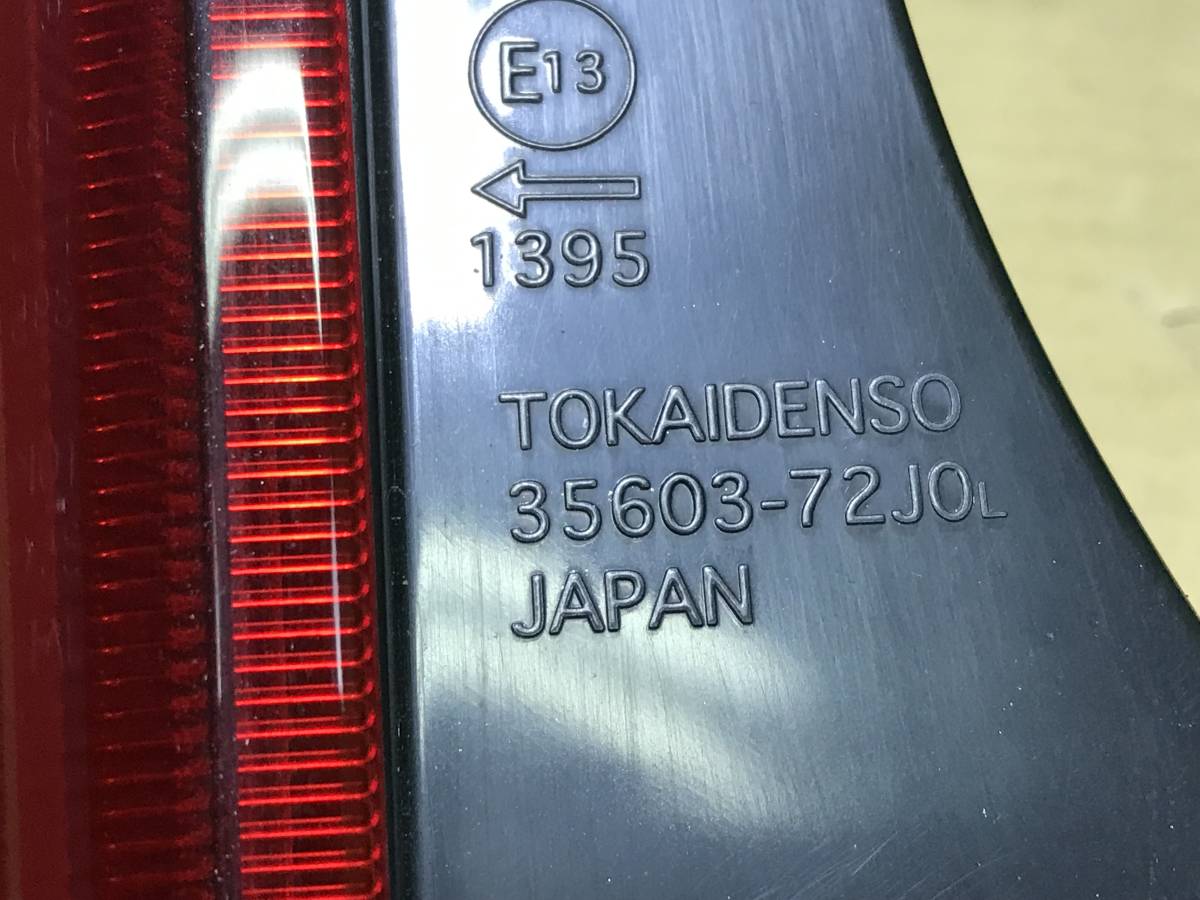 E13
1395
TOKAIDENSO
35603-72J0L
JAPAN